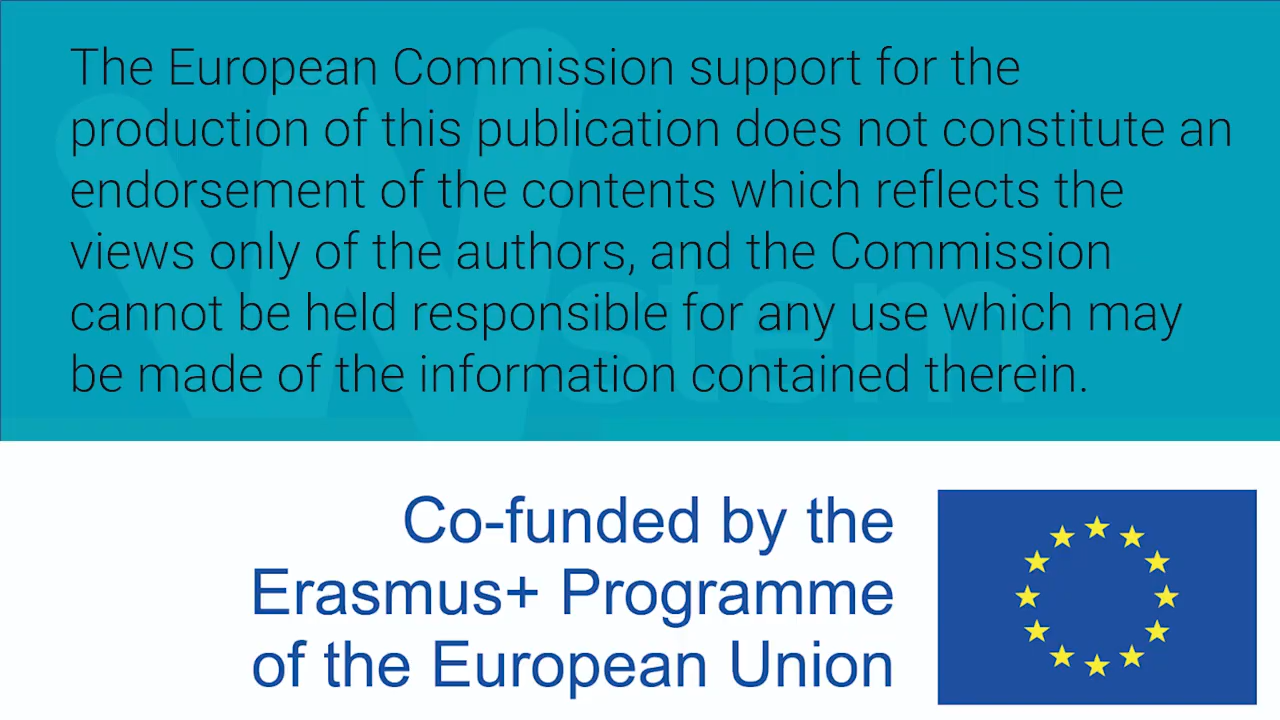 The European Commission support for the
production of this publication does not constitute an
endorsement of the contents which reflects the
views only of the authors, and the Commission
cannot be held responsible for any use which may
be made of the information contained therein.
W
stem
Co-funded by the
Erasmus+ Programme
of the European Union